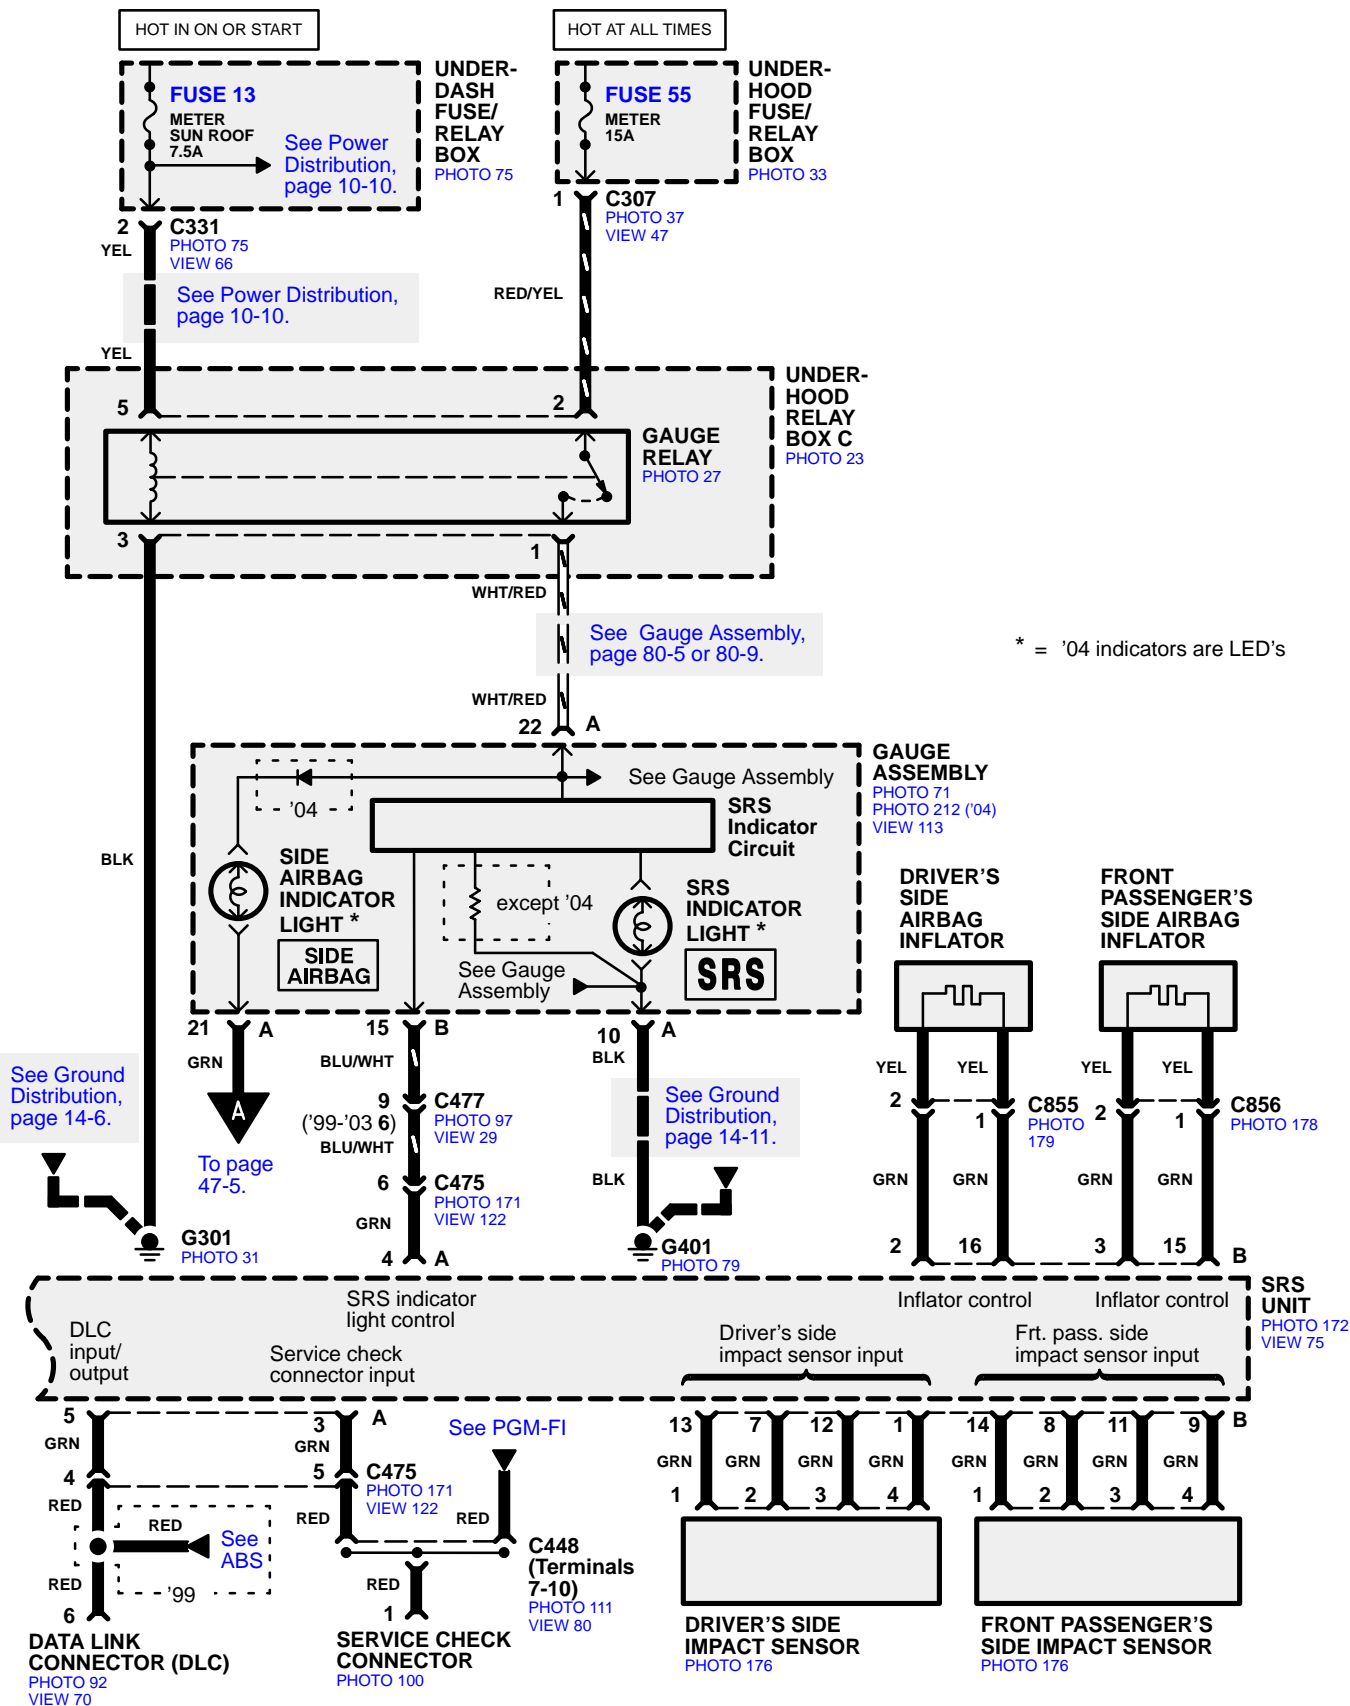 HOT IN ON OR START
HOT AT ALL TIMES
FUSE 13
METER
SUN ROOF
7.5A
See Power
Distribution,
page 10-10.
UNDER-
DASH
FUSE/
RELAY
BOX
PHOTO 75
FUSE 55
METER
15A
UNDER-
HOOD
FUSE/
RELAY
BOX
PHOTO 33
2
C331
PHOTO 75
VIEW 66
YEL
1
C307
PHOTO 37
VIEW 47
See Power Distribution,
page 10-10.
RED/YEL
YEL
UNDER-
HOOD
RELAY
BOX C
PHOTO 23
5
2
GAUGE
RELAY
PHOTO 27
3
1
WHT/RED
See Gauge Assembly,
page 80-5 or 80-9.
* = '04 indicators are LED's
WHT/RED
22
A
GAUGE
ASSEMBLY
PHOTO 71
PHOTO 212 ('04)
VIEW 113
See Gauge Assembly
'04
SRS
Indicator
Circuit
BLK
SIDE
AIRBAG
INDICATOR
LIGHT *
SIDE
AIRBAG
except '04
SRS
INDICATOR
LIGHT *
SRS
See Gauge
Assembly
DRIVER'S
SIDE
AIRBAG
INFLATOR
FRONT
PASSENGER'S
SIDE AIRBAG
INFLATOR
21
A
15
B
10
A
GRN
BLU/WHT
BLK
YEL
YEL
YEL
YEL
See Ground
Distribution,
page 14-6.
A
9
('99-'03 6)
C477
PHOTO 97
VIEW 29
See Ground
Distribution,
page 14-11.
2
1
C855
PHOTO
179
2
1
C856
PHOTO 178
BLU/WHT
To page
47-5.
6
C475
PHOTO 171
VIEW 122
BLK
GRN
GRN
GRN
GRN
GRN
G301
PHOTO 31
4
A
G401
PHOTO 79
2
16
3
15
B
SRS
UNIT
PHOTO 172
VIEW 75
SRS indicator
light control
Inflator control
Inflator control
DLC
input/
output
Service check
connector input
Driver's side
impact sensor input
Frt. pass. side
impact sensor input
5
3
A
See PGM-FI
13
7
12
1
14
8
11
9
B
GRN
GRN
GRN
GRN
GRN
GRN
GRN
GRN
GRN
GRN
4
5
C475
PHOTO 171
VIEW 122
1
2
3
4
1
2
3
4
RED
RED
RED
RED
See
ABS
'99
RED
6
RED
1
C448
(Terminals
7-10)
PHOTO 111
VIEW 80
DATA LINK
CONNECTOR (DLC)
PHOTO 92
VIEW 70
SERVICE CHECK
CONNECTOR
PHOTO 100
DRIVER'S SIDE
IMPACT SENSOR
PHOTO 176
FRONT PASSENGER'S
SIDE IMPACT SENSOR
PHOTO 176